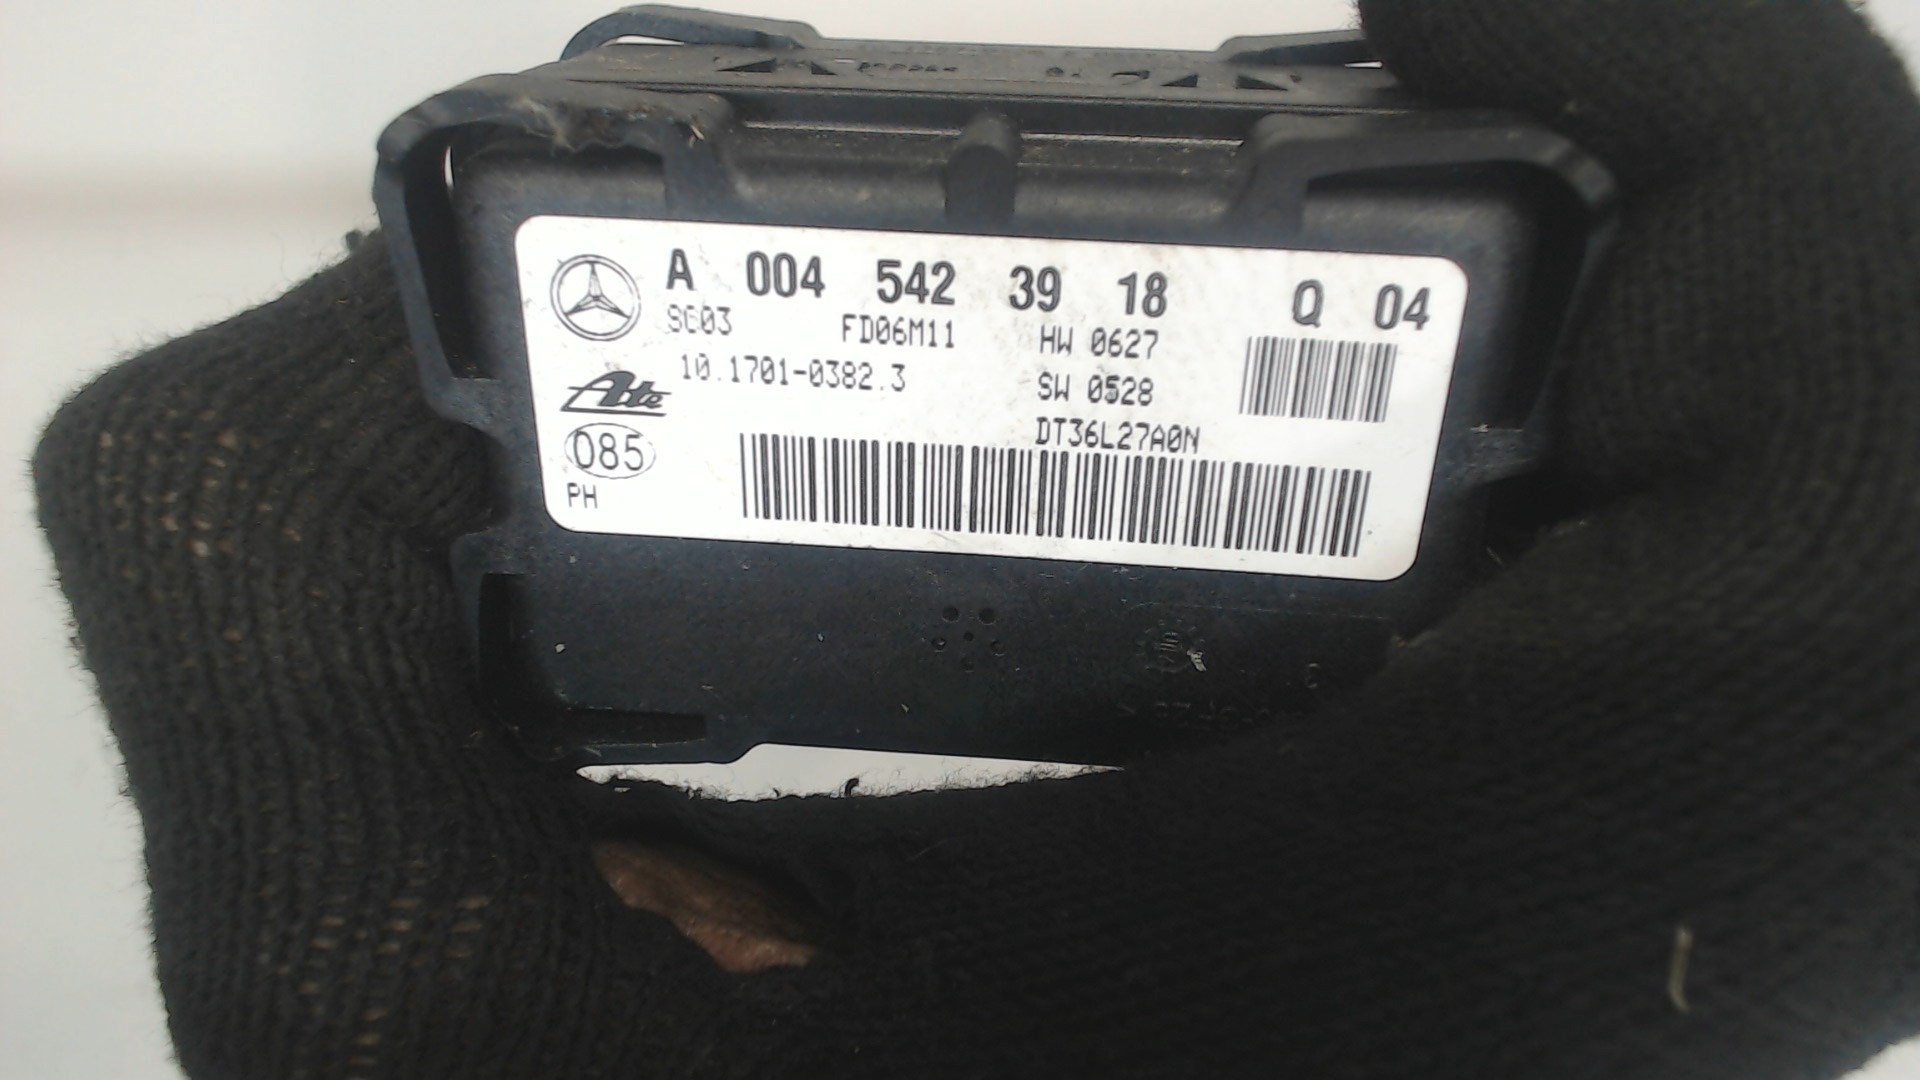 A 004 542 39 18 Q 04
SC03 FD06M11 HW 0627
10.1701-0382.3 SW 0528
Ate
DT36L27A0N
085
PH